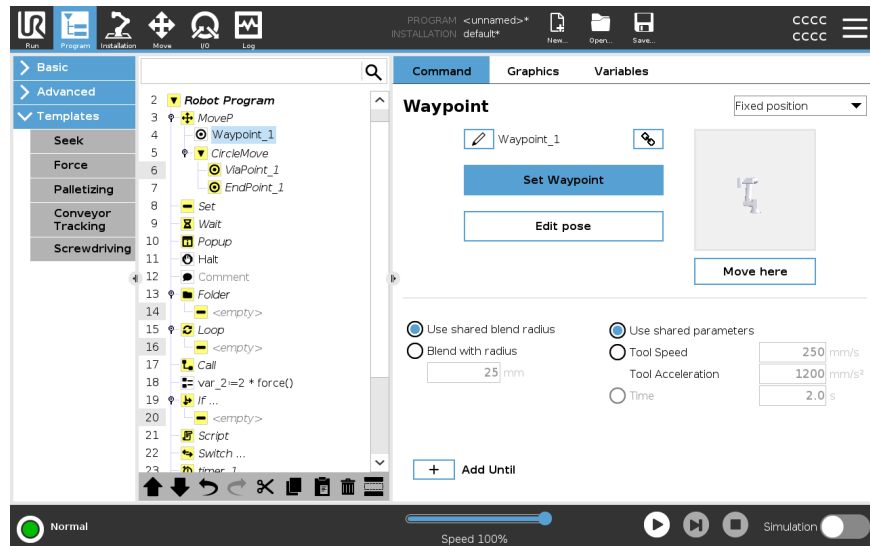 UR
Run
Program
Installation
Move
I/O
Log
PROGRAM <unnamed>*
INSTALLATION default*
New...
Open...
Save...
CCCC
CCCC
Basic
Advanced
Templates
Seek
Force
Palletizing
Conveyor
Tracking
Screwdriving
2 Robot Program
3 MoveP
4 Waypoint_1
5 CircleMove
6 ViaPoint_1
7 EndPoint_1
8 Set
9 Wait
10 Popup
11 Halt
12 Comment
13 Folder
14 <empty>
15 Loop
16 <empty>
17 Call
18 var_2:=2 * force()
19 If ...
20 <empty>
21 Script
22 Switch ...
23 timer_1
Command Graphics Variables
Waypoint
Fixed position
Waypoint_1
Set Waypoint
Edit pose
Move here
Use shared blend radius
Blend with radius
25 mm
Use shared parameters
Tool Speed 250 mm/s
Tool Acceleration 1200 mm/s²
Time 2.0 s
+ Add Until
Normal
Speed 100%
Simulation